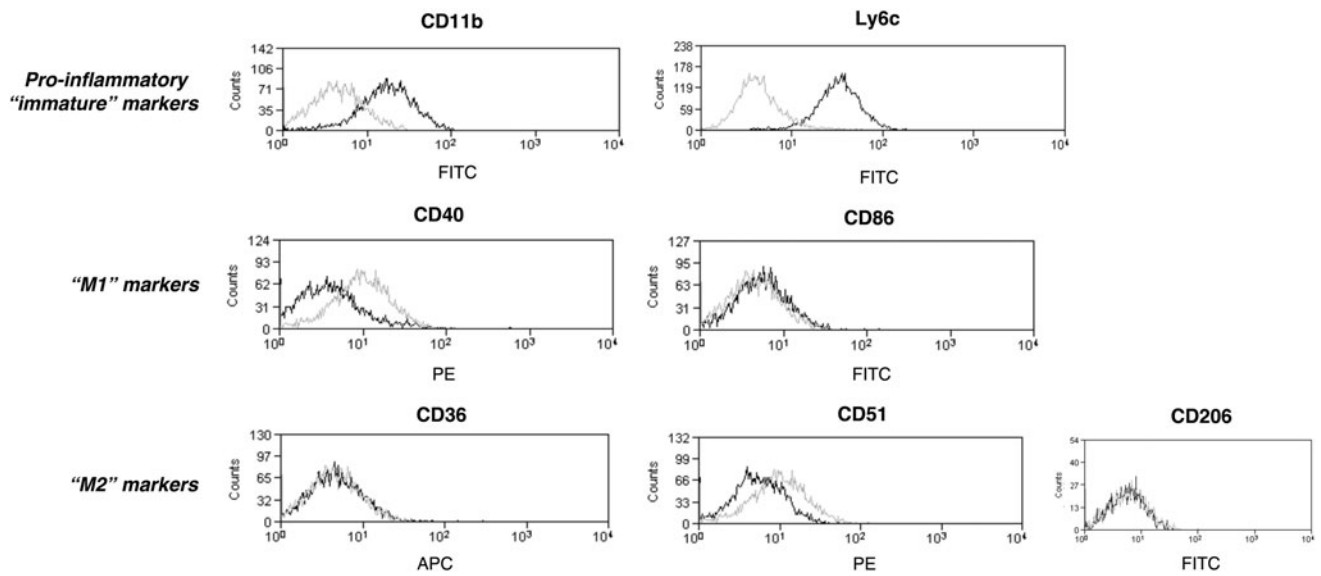 CD11b
Ly6c
Pro-inflammatory
“immature” markers
Counts
142
106
71
35
0
10⁰ 10¹ 10² 10³ 10⁴
FITC
Counts
238
178
119
59
0
10⁰ 10¹ 10² 10³ 10⁴
FITC
CD40
CD86
“M1” markers
Counts
124
93
62
31
0
10⁰ 10¹ 10² 10³ 10⁴
PE
Counts
127
95
63
31
0
10⁰ 10¹ 10² 10³ 10⁴
FITC
CD36
CD51
CD206
“M2” markers
Counts
130
97
65
32
0
10⁰ 10¹ 10² 10³ 10⁴
APC
Counts
132
99
66
33
0
10⁰ 10¹ 10² 10³ 10⁴
PE
Counts
54
40
27
13
0
10⁰ 10¹ 10² 10³ 10⁴
FITC